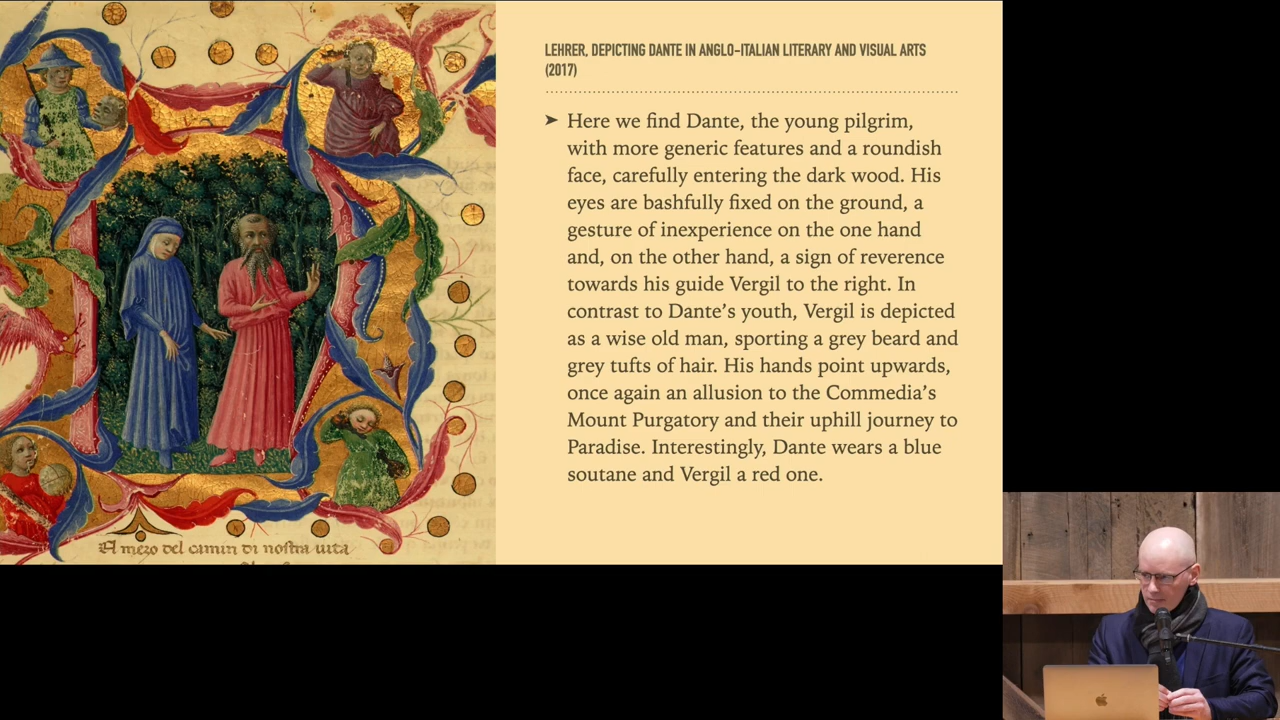 LEHRER, DEPICTING DANTE IN ANGLO-ITALIAN LITERARY AND VISUAL ARTS
(2017)
➤ Here we find Dante, the young pilgrim,
with more generic features and a roundish
face, carefully entering the dark wood. His
eyes are bashfully fixed on the ground, a
gesture of inexperience on the one hand
and, on the other hand, a sign of reverence
towards his guide Vergil to the right. In
contrast to Dante’s youth, Vergil is depicted
as a wise old man, sporting a grey beard and
grey tufts of hair. His hands point upwards,
once again an allusion to the Commedia’s
Mount Purgatory and their uphill journey to
Paradise. Interestingly, Dante wears a blue
soutane and Vergil a red one.
mezo del camin di nostra uita